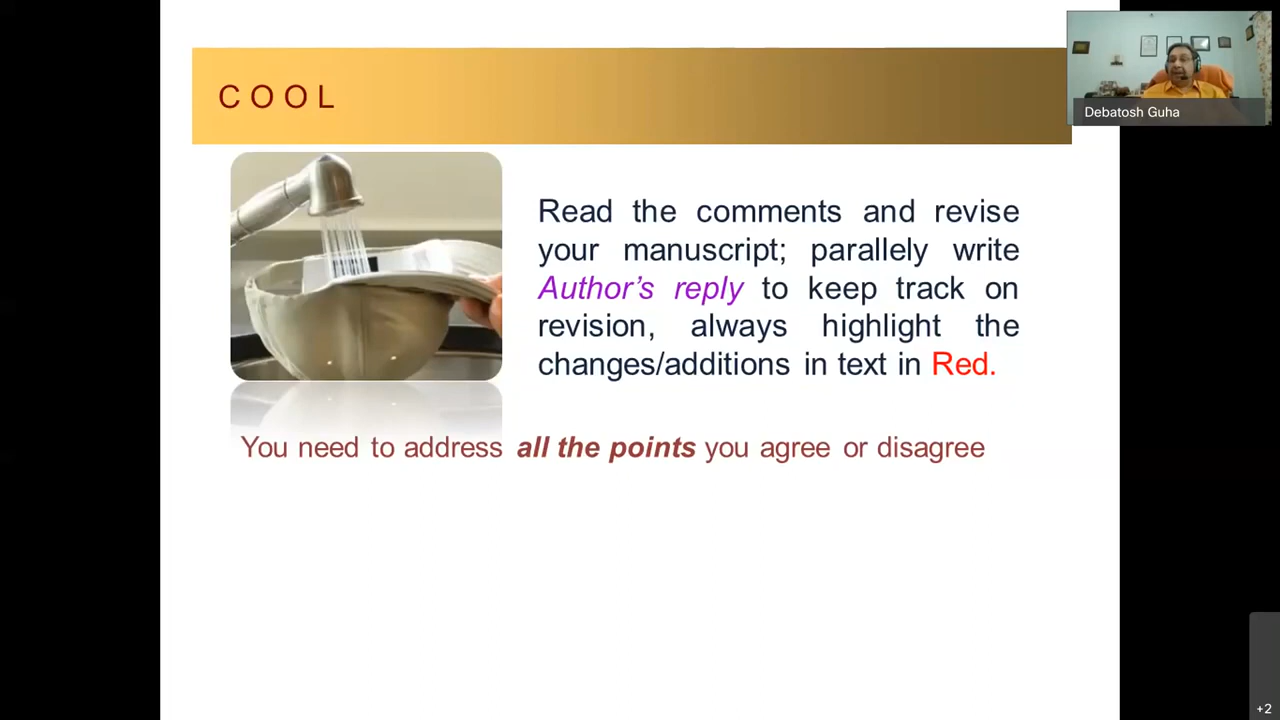 COOL
Debatosh Guha
Read the comments and revise
your manuscript; parallely write
Author's reply to keep track on
revision, always highlight the
changes/additions in text in Red.
You need to address all the points you agree or disagree
+2